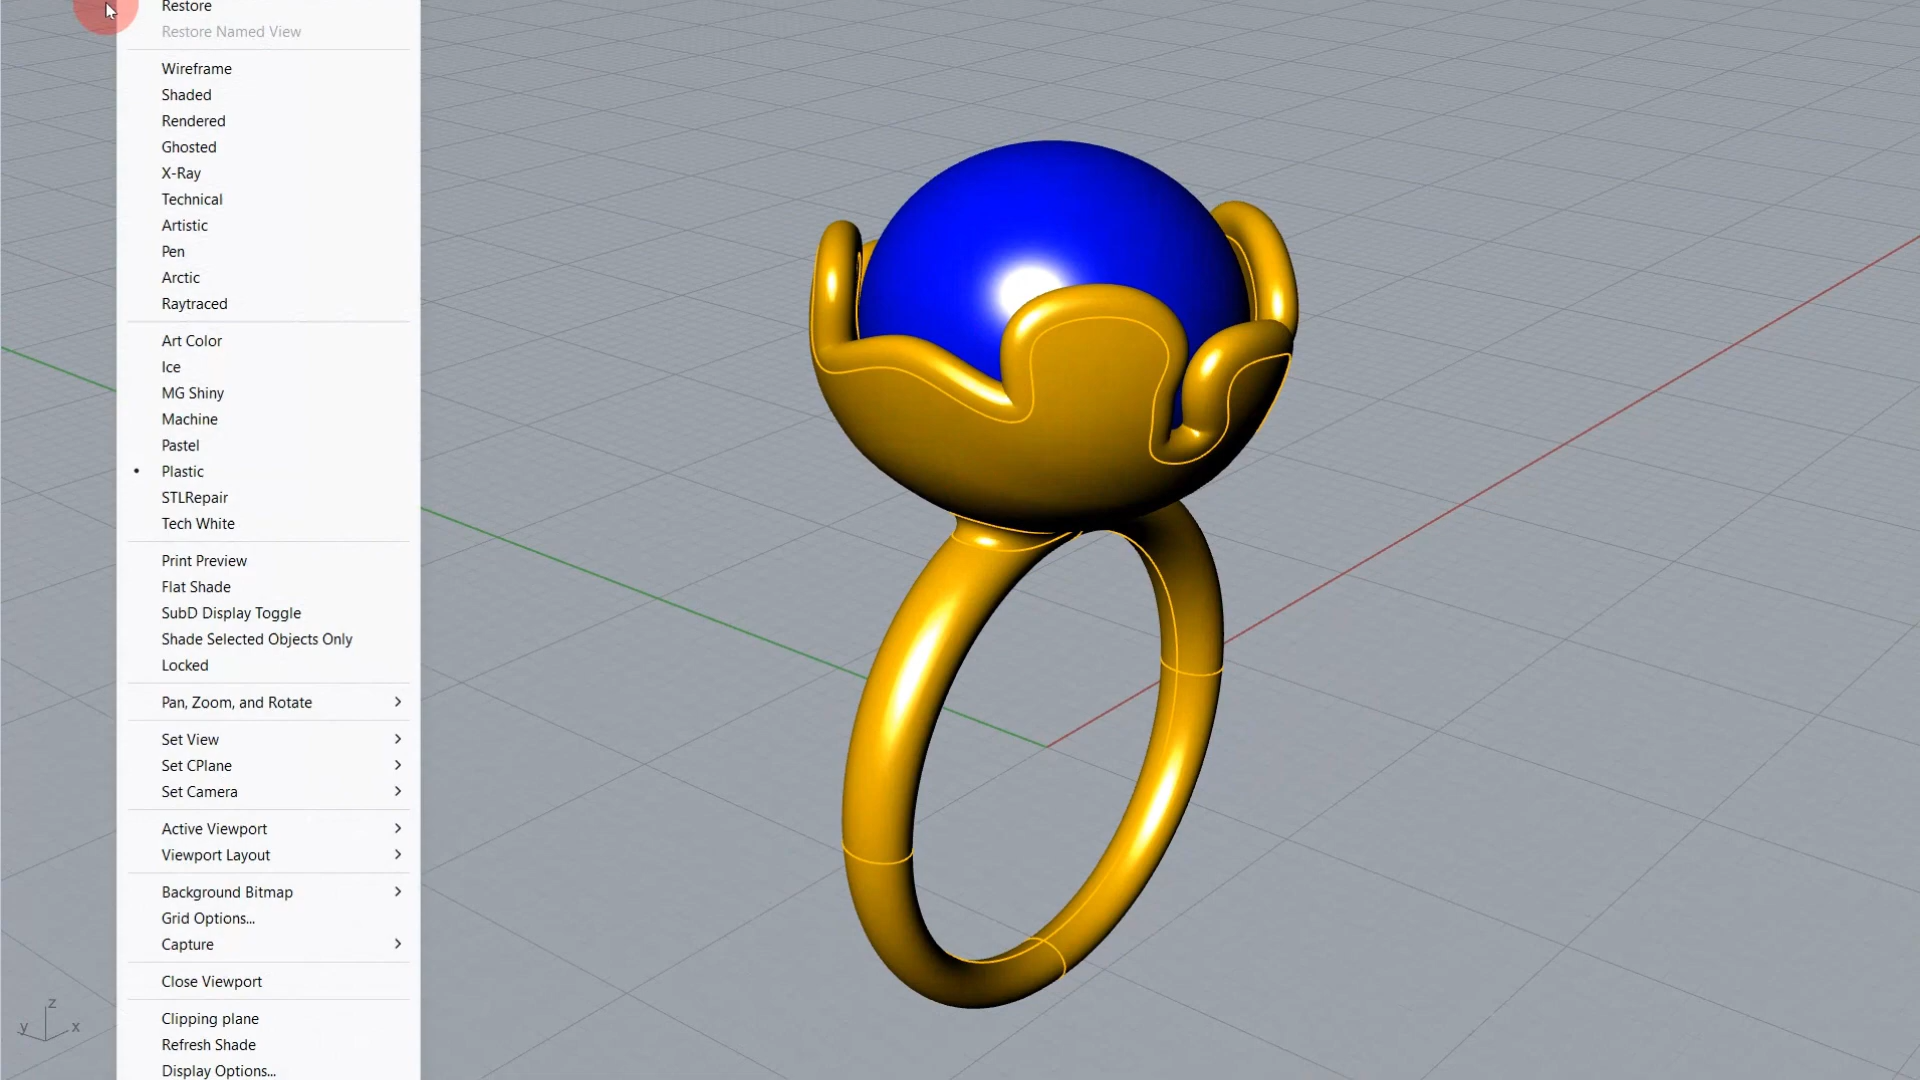 Restore
Restore Named View
Wireframe
Shaded
Rendered
Ghosted
X-Ray
Technical
Artistic
Pen
Arctic
Raytraced
Art Color
Ice
MG Shiny
Machine
Pastel
• Plastic
STLRepair
Tech White
Print Preview
Flat Shade
SubD Display Toggle
Shade Selected Objects Only
Locked
Pan, Zoom, and Rotate
Set View
Set CPlane
Set Camera
Active Viewport
Viewport Layout
Background Bitmap
Grid Options...
Capture
Close Viewport
Clipping plane
Refresh Shade
Display Options...
z
y x